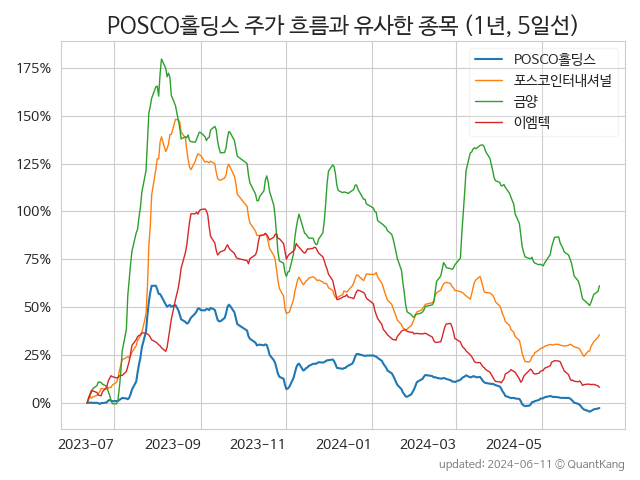 POSCO홀딩스 주가 흐름과 유사한 종목 (1년, 5일선)
POSCO홀딩스
포스코인터내셔널
금양
이엠텍
175%
150%
125%
100%
75%
50%
25%
0%
2023-07
2023-09
2023-11
2024-01
2024-03
2024-05
updated: 2024-06-11 © QuantKang